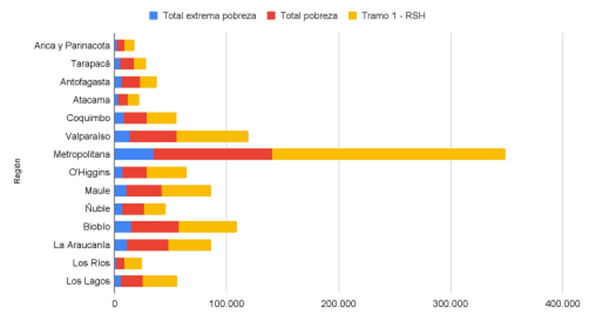 Total extrema pobreza Total pobreza Tramo 1 - RSH
Región
Arica y Parinacota
Tarapacá
Antofagasta
Atacama
Coquimbo
Valparaíso
Metropolitana
O'Higgins
Maule
Ñuble
Biobío
La Araucanía
Los Ríos
Los Lagos
0 100.000 200.000 300.000 400.000